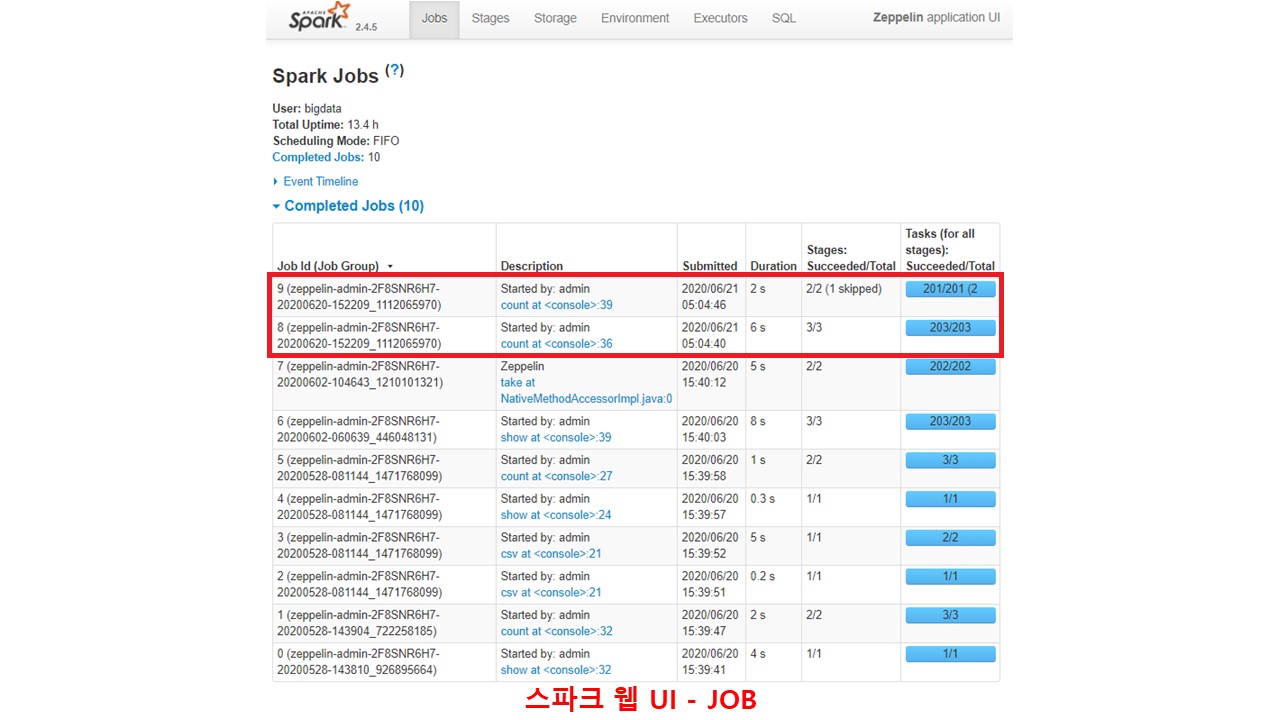 APACHE
Spark 2.4.5 Jobs Stages Storage Environment Executors SQL Zeppelin application UI
Spark Jobs (?)
User: bigdata
Total Uptime: 13.4 h
Scheduling Mode: FIFO
Completed Jobs: 10
Event Timeline
Completed Jobs (10)
Tasks (for all
Stages: stages):
Job Id (Job Group) Description Submitted Duration Succeeded/Total Succeeded/Total
9 (zeppelin-admin-2F8SNR6H7- Started by: admin 2020/06/21 2 s 2/2 (1 skipped) 201/201 (2
20200620-152209_1112065970) count at <console>:39 05:04:46
8 (zeppelin-admin-2F8SNR6H7- Started by: admin 2020/06/21 6 s 3/3 203/203
20200620-152209_1112065970) count at <console>:36 05:04:40
7 (zeppelin-admin-2F8SNR6H7- Zeppelin 2020/06/20 5 s 2/2 202/202
20200602-104643_1210101321) take at 15:40:12
NativeMethodAccessorImpl.java:0
6 (zeppelin-admin-2F8SNR6H7- Started by: admin 2020/06/20 8 s 3/3 203/203
20200602-060639_446048131) show at <console>:39 15:40:03
5 (zeppelin-admin-2F8SNR6H7- Started by: admin 2020/06/20 1 s 2/2 3/3
20200528-081144_1471768099) count at <console>:27 15:39:58
4 (zeppelin-admin-2F8SNR6H7- Started by: admin 2020/06/20 0.3 s 1/1 1/1
20200528-081144_1471768099) show at <console>:24 15:39:57
3 (zeppelin-admin-2F8SNR6H7- Started by: admin 2020/06/20 5 s 1/1 2/2
20200528-081144_1471768099) csv at <console>:21 15:39:52
2 (zeppelin-admin-2F8SNR6H7- Started by: admin 2020/06/20 0.2 s 1/1 1/1
20200528-081144_1471768099) csv at <console>:21 15:39:51
1 (zeppelin-admin-2F8SNR6H7- Started by: admin 2020/06/20 2 s 2/2 3/3
20200528-143904_722258185) count at <console>:32 15:39:47
0 (zeppelin-admin-2F8SNR6H7- Started by: admin 2020/06/20 4 s 1/1 1/1
20200528-143810_926895664) show at <console>:32 15:39:41
스파크 웹 UI - JOB